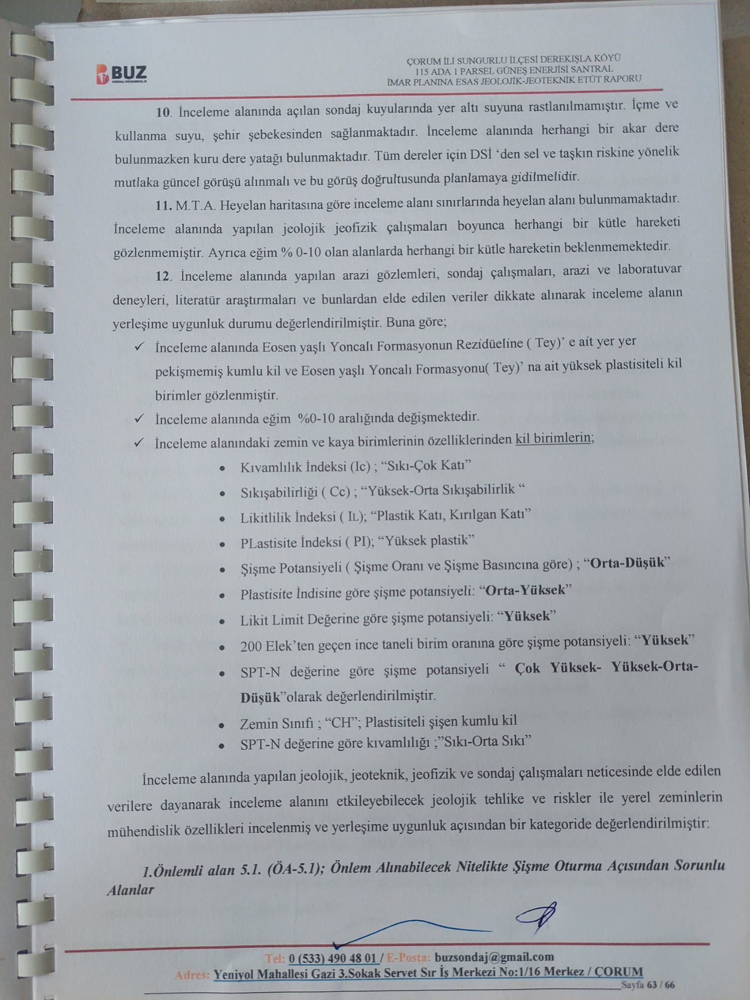 BUZ
SONDAJ MÜHENDİSLİK
ÇORUM İLİ SUNGURLU İLÇESİ DEREKIŞLA KÖYÜ
115 ADA 1 PARSEL GÜNEŞ ENERJİSİ SANTRAL
İMAR PLANINA ESAS JEOLOJİK-JEOTEKNİK ETÜT RAPORU
10. İnceleme alanında açılan sondaj kuyularında yer altı suyuna rastlanılmamıştır. İçme ve
kullanma suyu, şehir şebekesinden sağlanmaktadır. İnceleme alanında herhangi bir akar dere
bulunmazken kuru dere yatağı bulunmaktadır. Tüm dereler için DSİ ‘den sel ve taşkın riskine yönelik
mutlaka güncel görüşü alınmalı ve bu görüş doğrultusunda planlamaya gidilmelidir.
11. M.T.A. Heyelan haritasına göre inceleme alanı sınırlarında heyelan alanı bulunmamaktadır.
İnceleme alanında yapılan jeolojik jeofizik çalışmaları boyunca herhangi bir kütle hareketi
gözlenmemiştir. Ayrıca eğim % 0-10 olan alanlarda herhangi bir kütle hareketin beklenmemektedir.
12. İnceleme alanında yapılan arazi gözlemleri, sondaj çalışmaları, arazi ve laboratuvar
deneyleri, literatür araştırmaları ve bunlardan elde edilen veriler dikkate alınarak inceleme alanın
yerleşime uygunluk durumu değerlendirilmiştir. Buna göre;
✓ İnceleme alanında Eosen yaşlı Yoncalı Formasyonun Rezidüeline ( Tey)’ e ait yer yer
pekişmemiş kumlu kil ve Eosen yaşlı Yoncalı Formasyonu( Tey)’ na ait yüksek plastisiteli kil
birimler gözlenmiştir.
✓ İnceleme alanında eğim %0-10 aralığında değişmektedir.
✓ İnceleme alanındaki zemin ve kaya birimlerinin özelliklerinden kil birimlerin;
• Kıvamlılık İndeksi (Ic) ; “Sıkı-Çok Katı”
• Sıkışabilirliği ( Cc) ; “Yüksek-Orta Sıkışabilirlik “
• Likitlilik İndeksi ( IL); “Plastik Katı, Kırılgan Katı”
• PLastisite İndeksi ( PI); “Yüksek plastik”
• Şişme Potansiyeli ( Şişme Oranı ve Şişme Basıncına göre) ; “Orta-Düşük”
• Plastisite İndisine göre şişme potansiyeli: “Orta-Yüksek”
• Likit Limit Değerine göre şişme potansiyeli: “Yüksek”
• 200 Elek’ten geçen ince taneli birim oranına göre şişme potansiyeli: “Yüksek”
• SPT-N değerine göre şişme potansiyeli “ Çok Yüksek- Yüksek-Orta-
Düşük”olarak değerlendirilmiştir.
• Zemin Sınıfı ; “CH”; Plastisiteli şişen kumlu kil
• SPT-N değerine göre kıvamlılığı ;”Sıkı-Orta Sıkı”
İnceleme alanında yapılan jeolojik, jeoteknik, jeofizik ve sondaj çalışmaları neticesinde elde edilen
verilere dayanarak inceleme alanını etkileyebilecek jeolojik tehlike ve riskler ile yerel zeminlerin
mühendislik özellikleri incelenmiş ve yerleşime uygunluk açısından bir kategoride değerlendirilmiştir:
1.Önlemli alan 5.1. (ÖA-5.1); Önlem Alınabilecek Nitelikte Şişme Oturma Açısından Sorunlu
Alanlar
Tel: 0 (533) 490 48 01 / E-Posta: buzsondaj@gmail.com
Adres: Yeniyol Mahallesi Gazi 3.Sokak Servet Sır İş Merkezi No:1/16 Merkez / ÇORUM
Sayfa 63 / 66